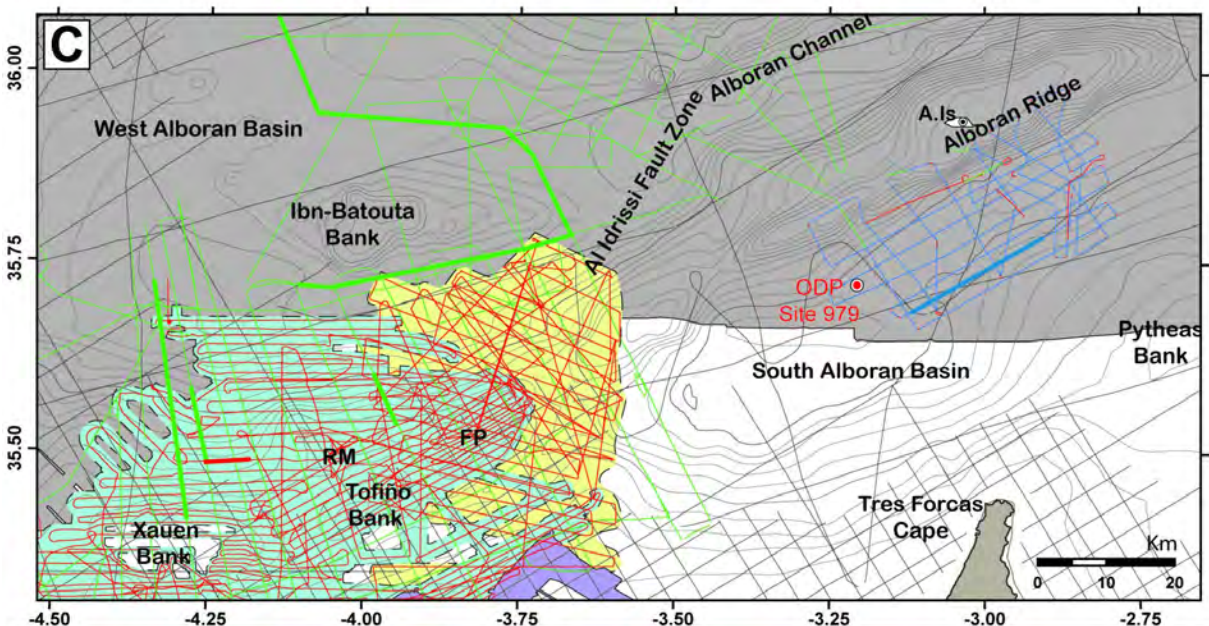 C
36.00
35.75
35.50
West Alboran Basin
Ibn-Batouta
Bank
Al Idrissi Fault Zone
Alboran Channel
A.Is
Alboran Ridge
ODP
Site 979
Pytheas
Bank
South Alboran Basin
FP
RM
Tofiño
Bank
Xauen
Bank
Tres Forcas
Cape
Km
0 10 20
-4.50 -4.25 -4.00 -3.75 -3.50 -3.25 -3.00 -2.75